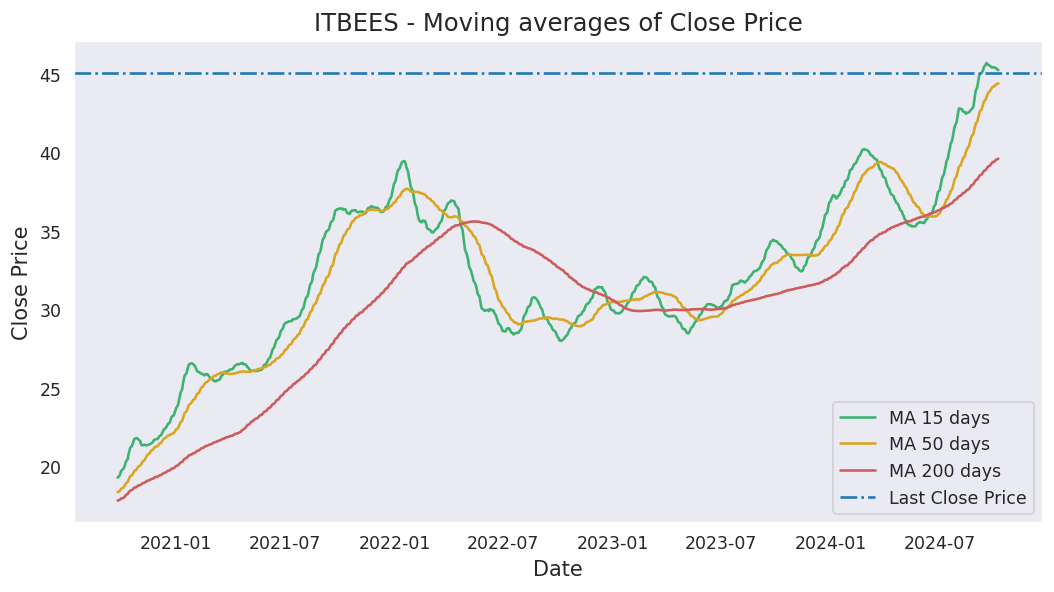 ITBEES - Moving averages of Close Price
Close Price
45
40
35
30
25
20
MA 15 days
MA 50 days
MA 200 days
Last Close Price
2021-01
2021-07
2022-01
2022-07
2023-01
2023-07
2024-01
2024-07
Date